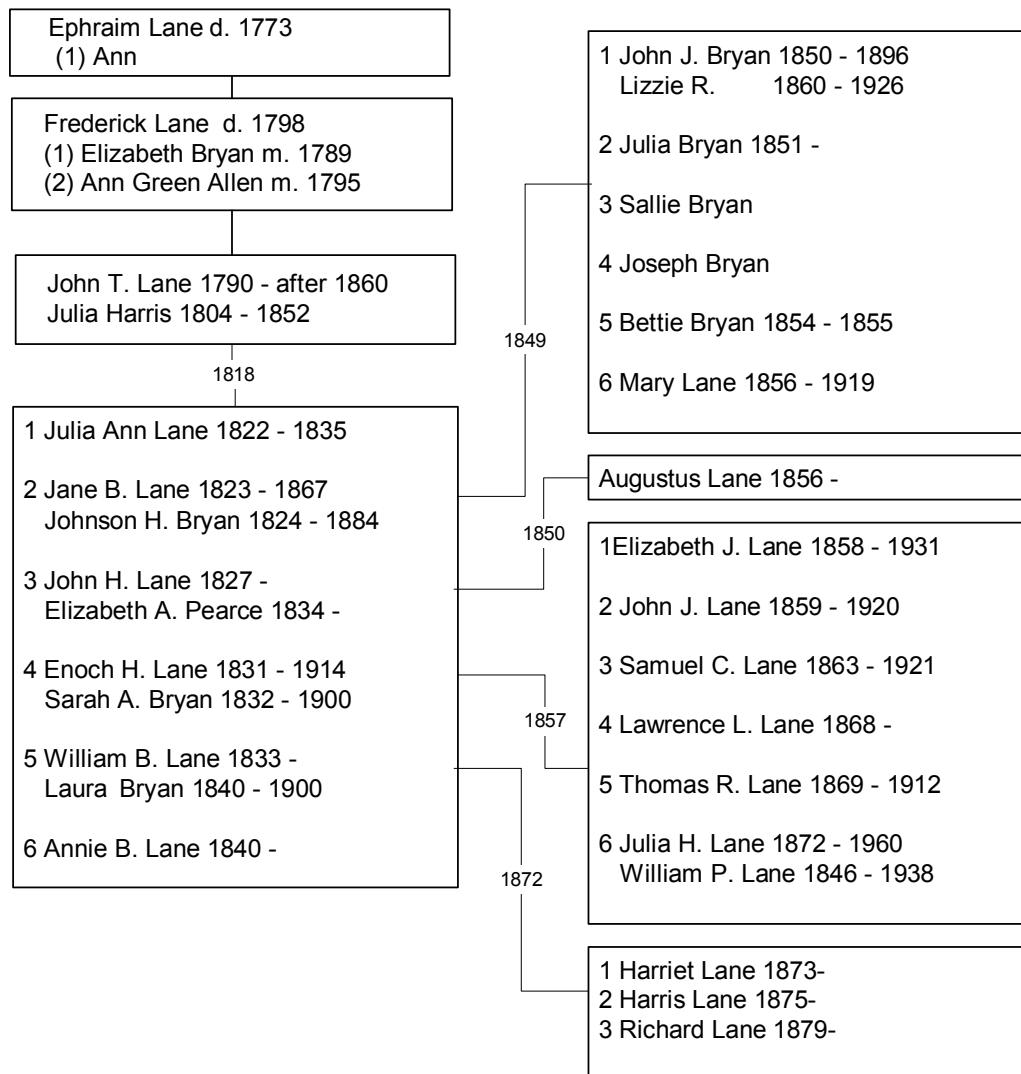 Ephraim Lane d. 1773
(1) Ann
Frederick Lane d. 1798
(1) Elizabeth Bryan m. 1789
(2) Ann Green Allen m. 1795
John T. Lane 1790 - after 1860
Julia Harris 1804 - 1852
1818
1 Julia Ann Lane 1822 - 1835
2 Jane B. Lane 1823 - 1867
Johnson H. Bryan 1824 - 1884
3 John H. Lane 1827 -
Elizabeth A. Pearce 1834 -
4 Enoch H. Lane 1831 - 1914
Sarah A. Bryan 1832 - 1900
5 William B. Lane 1833 -
Laura Bryan 1840 - 1900
6 Annie B. Lane 1840 -
1849
1850
1857
1872
1 John J. Bryan 1850 - 1896
Lizzie R. 1860 - 1926
2 Julia Bryan 1851 -
3 Sallie Bryan
4 Joseph Bryan
5 Bettie Bryan 1854 - 1855
6 Mary Lane 1856 - 1919
Augustus Lane 1856 -
1Elizabeth J. Lane 1858 - 1931
2 John J. Lane 1859 - 1920
3 Samuel C. Lane 1863 - 1921
4 Lawrence L. Lane 1868 -
5 Thomas R. Lane 1869 - 1912
6 Julia H. Lane 1872 - 1960
William P. Lane 1846 - 1938
1 Harriet Lane 1873-
2 Harris Lane 1875-
3 Richard Lane 1879-